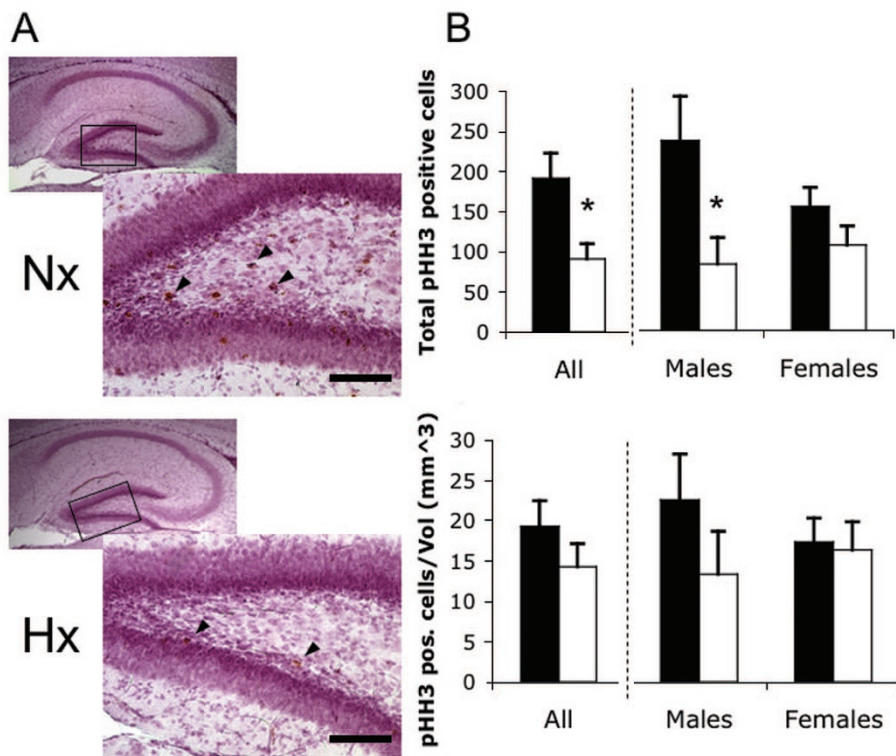 A
B
Nx
Hx
Total pHH3 positive cells
300
250
200
150
100
50
0
*
*
All
Males
Females
pHH3 pos. cells/Vol (mm^3)
30
25
20
15
10
5
0
All
Males
Females